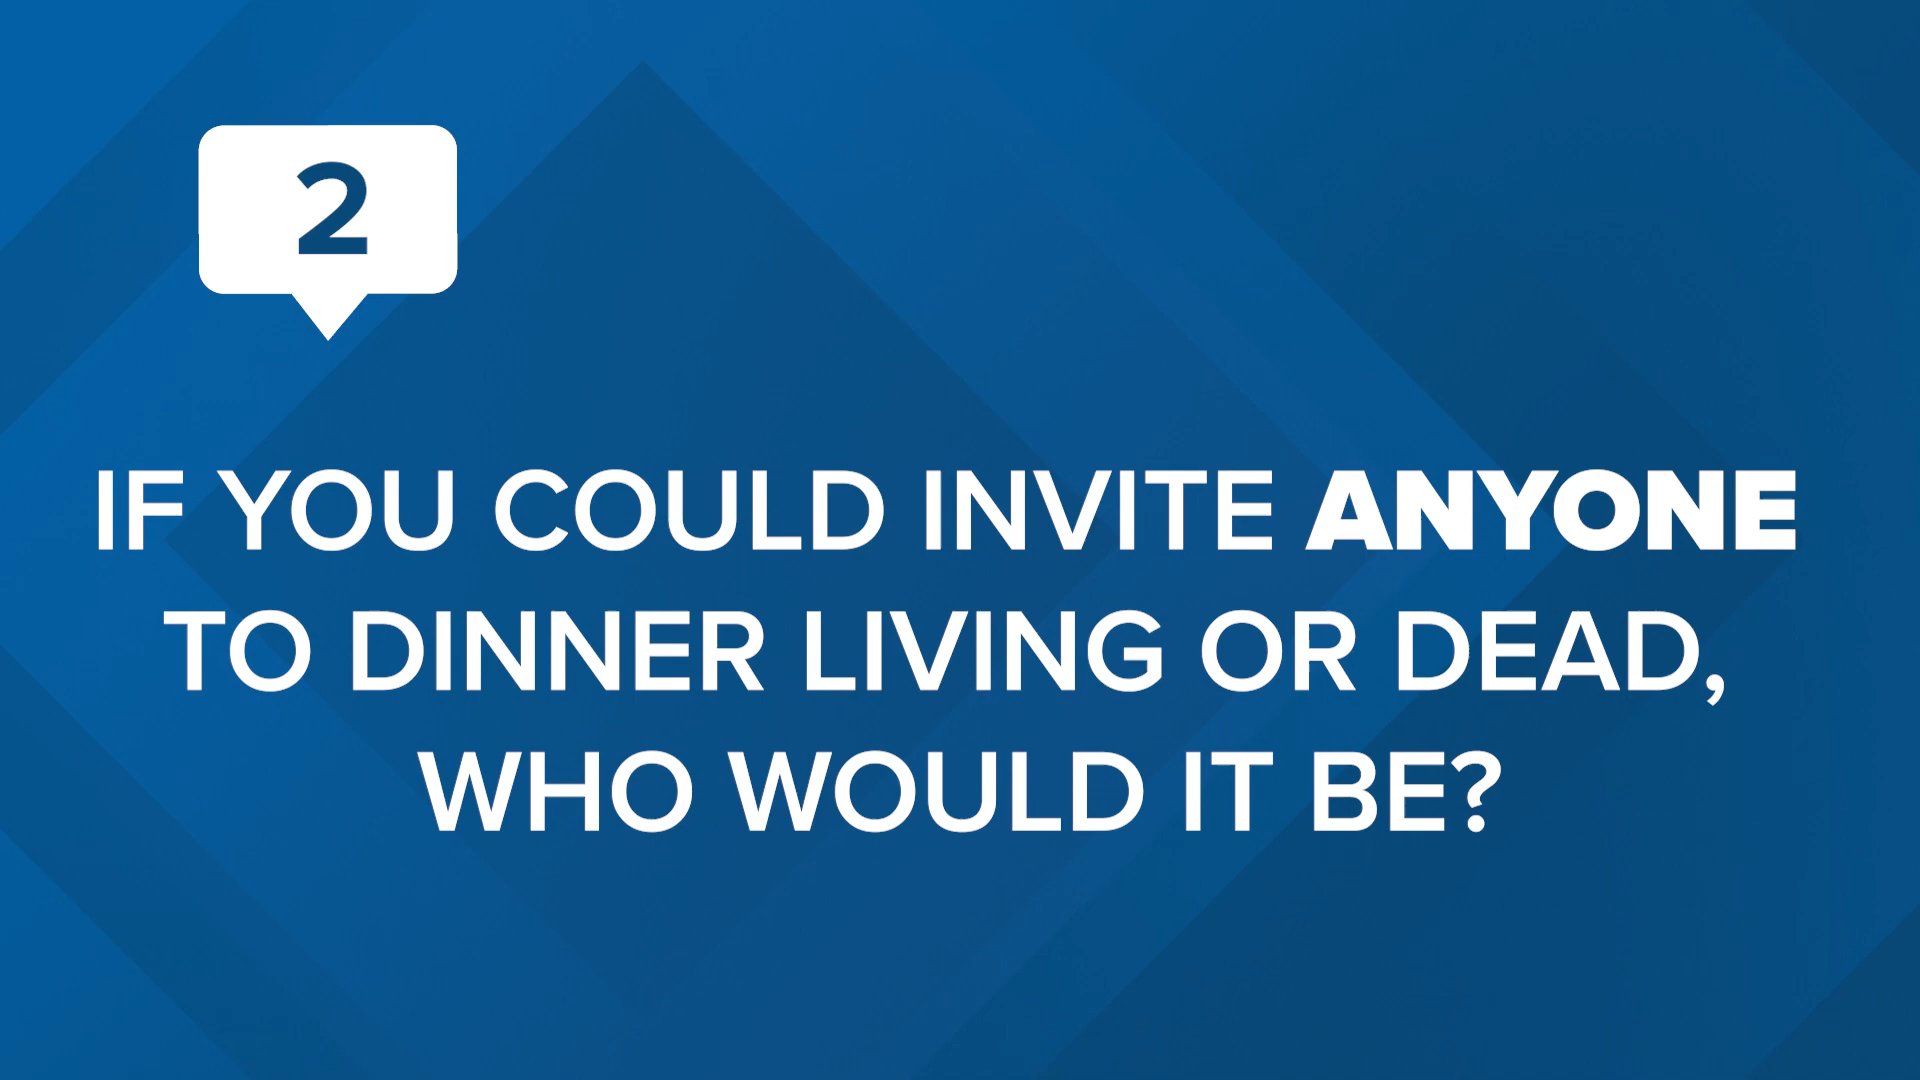 2
IF YOU COULD INVITE ANYONE
TO DINNER LIVING OR DEAD,
WHO WOULD IT BE?